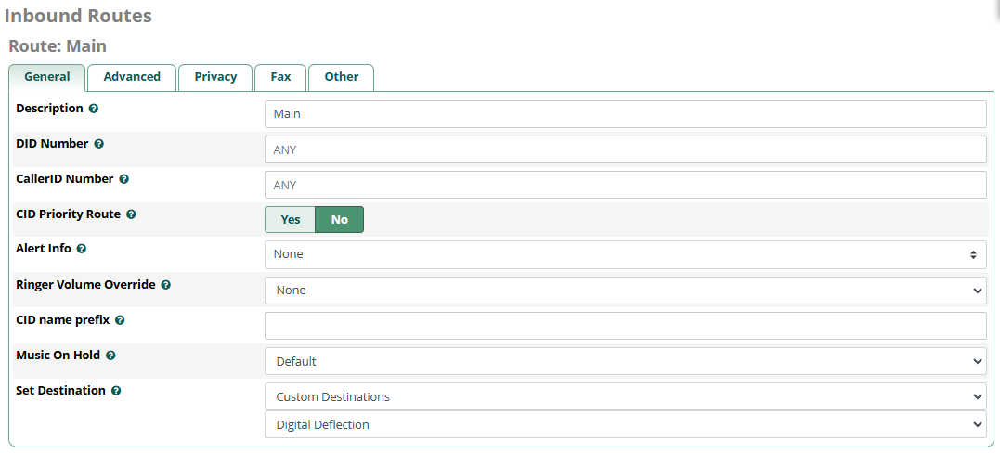 Inbound Routes
Route: Main
General Advanced Privacy Fax Other
Description ?
Main
DID Number ?
ANY
CallerID Number ?
ANY
CID Priority Route ?
Yes No
Alert Info ?
None
Ringer Volume Override ?
None
CID name prefix ?
Music On Hold ?
Default
Set Destination ?
Custom Destinations
Digital Deflection